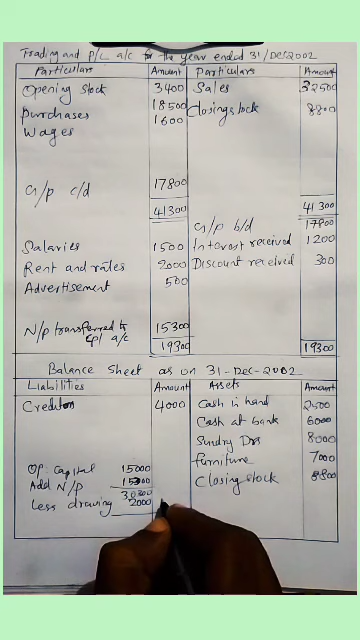 Trading and P/L a/c for the year ended 31/Dec 2002
Particulars Amount Particulars Amount
Opening stock 3400 Sales 32500
Purchases 18500 Closing stock 8800
Wages 1600
G/p c/d 17800
41300 41300
G/p b/d 17800
Salaries 1500 Interest received 1200
Rent and rates 2000 Discount received 300
Advertisement 500
N/p transferred to
cpl a/c 15300
19300 19300
Balance Sheet as on 31-Dec-2002
Liabilities Amount Assets Amount
Creditors 4000 Cash in hand 2500
Cash at bank 6000
Sundry Drs 8000
furniture 7000
Op: Capital 15000 Closing stock 8800
Add N/p 15300
30300
Less drawing 2000